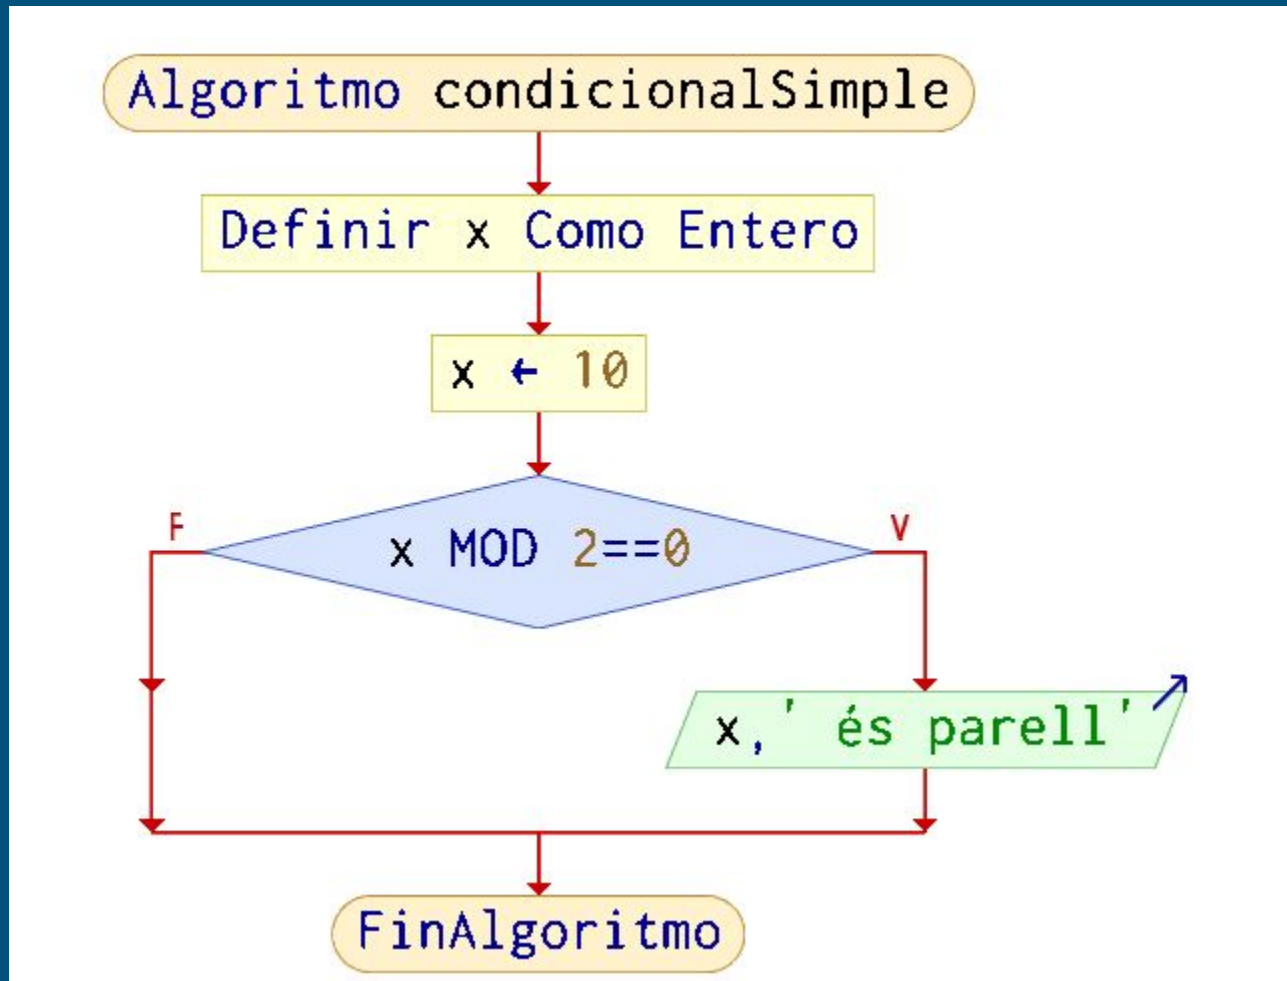 Algoritmo condicionalSimple
Definir x Como Entero
x ← 10
F
x MOD 2==0
V
x,' és parell'
FinAlgoritmo